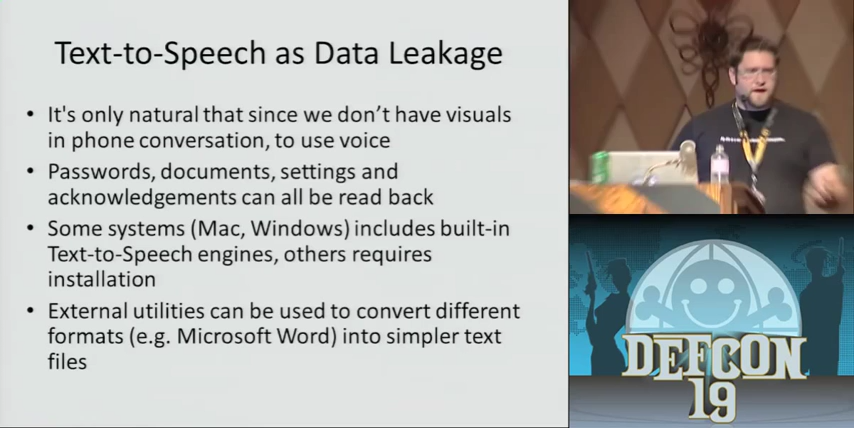 Text-to-Speech as Data Leakage
• It's only natural that since we don't have visuals
in phone conversation, to use voice
• Passwords, documents, settings and
acknowledgements can all be read back
• Some systems (Mac, Windows) includes built-in
Text-to-Speech engines, others requires
installation
• External utilities can be used to convert different
formats (e.g. Microsoft Word) into simpler text
files
DEFCON
19